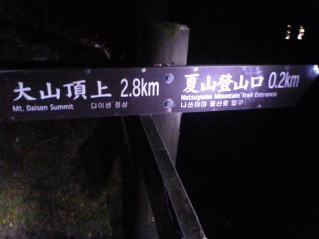 大山頂上 2.8km
Mt. Daisen Summit 다이센 정상
夏山登山口 0.2km
Natsuyama Mountain Trail Entrance
나쓰야마 등산로 입구